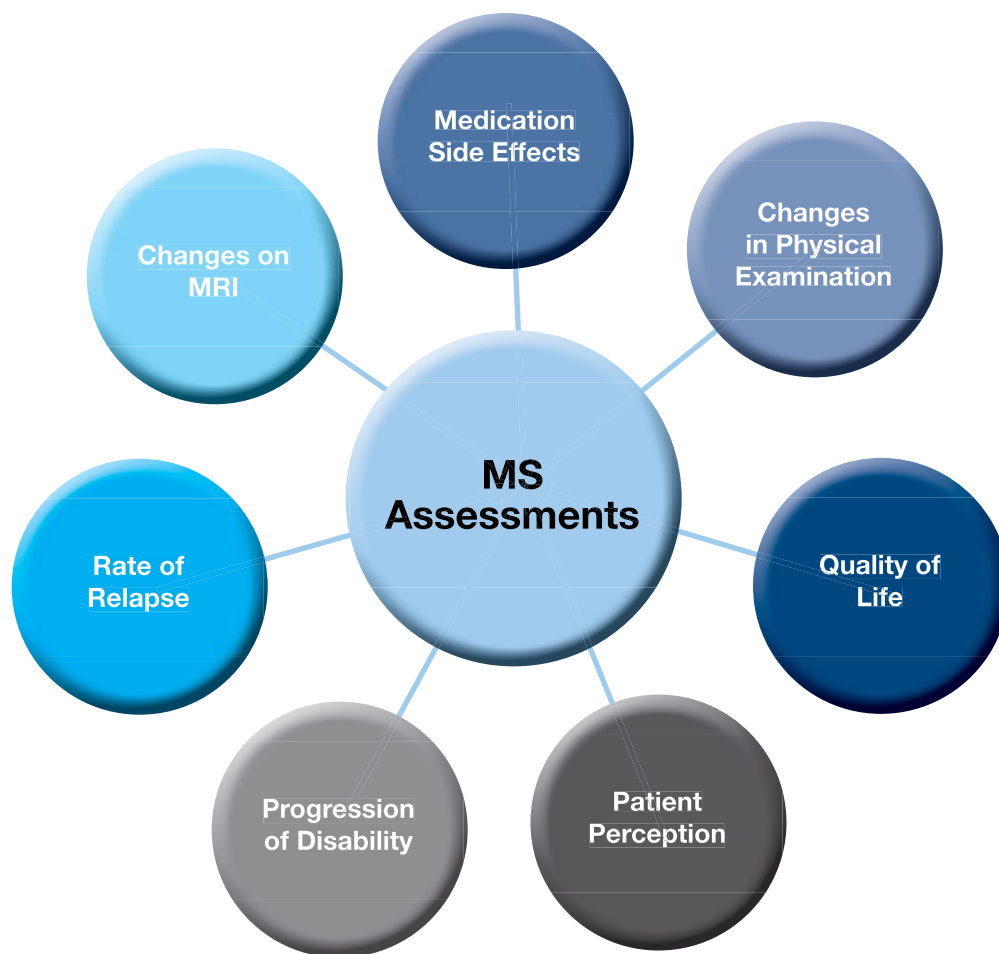 Medication
Side Effects
Changes
in Physical
Examination
Changes on
MRI
MS
Assessments
Rate of
Relapse
Quality of
Life
Progression
of Disability
Patient
Perception